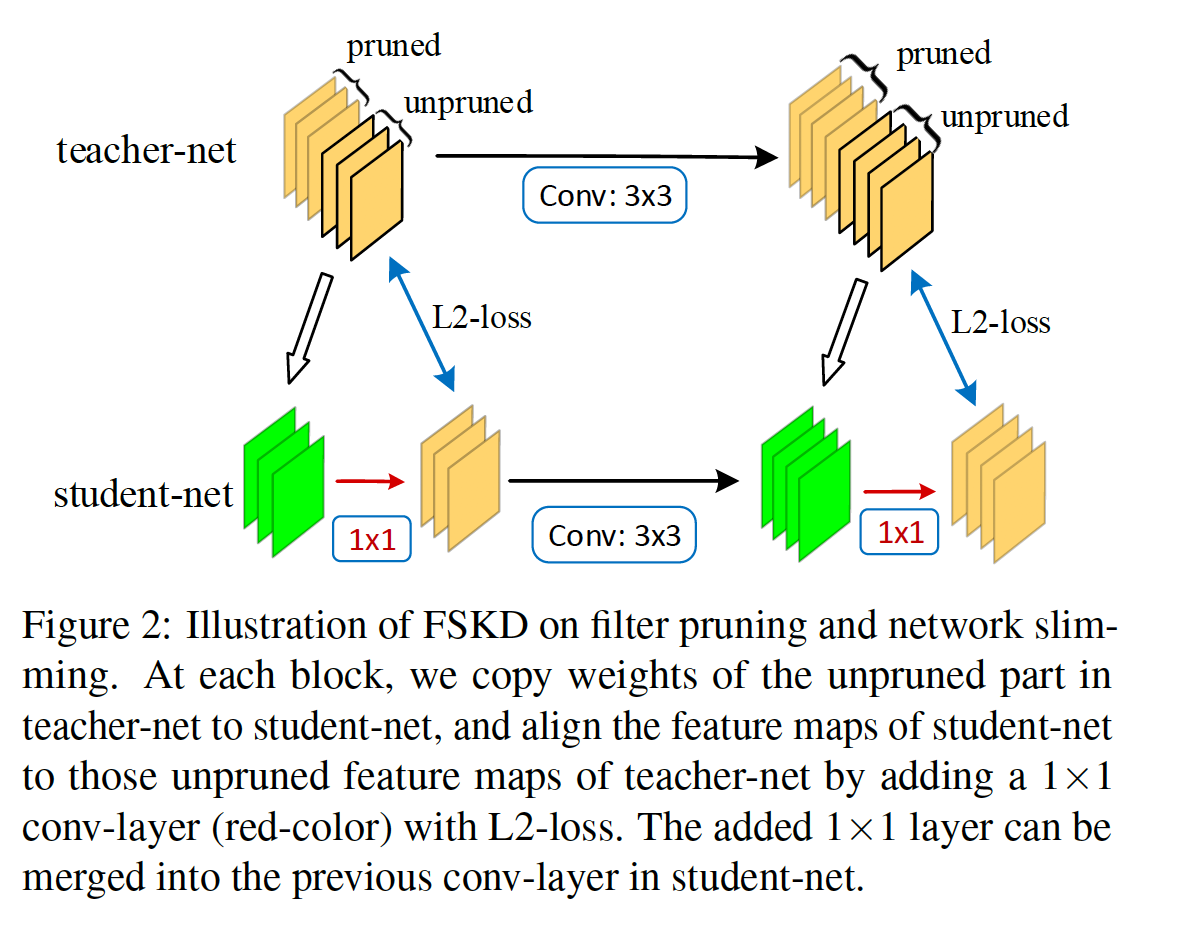 pruned
unpruned
pruned
unpruned
teacher-net
Conv: 3x3
L2-loss
L2-loss
student-net
1x1
Conv: 3x3
1x1
Figure 2: Illustration of FSKD on filter pruning and network slim-
ming. At each block, we copy weights of the unpruned part in
teacher-net to student-net, and align the feature maps of student-net
to those unpruned feature maps of teacher-net by adding a 1×1
conv-layer (red-color) with L2-loss. The added 1×1 layer can be
merged into the previous conv-layer in student-net.